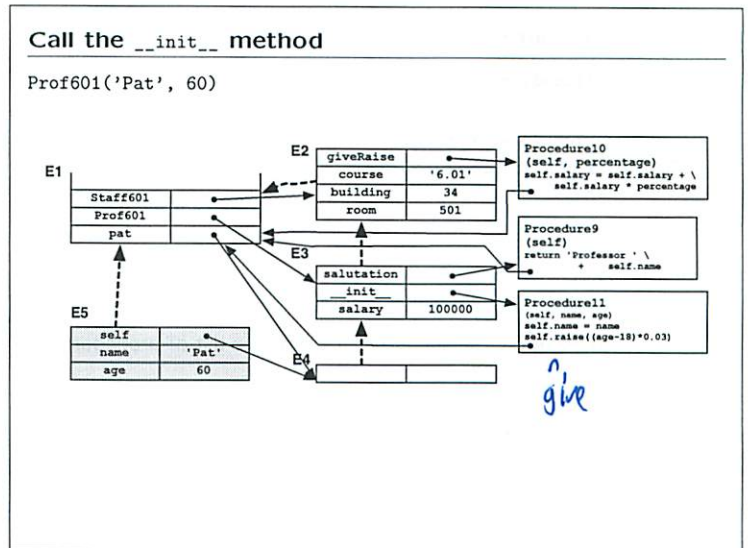 Call the __init__ method
Prof601('Pat', 60)
E1
Staff601
Prof601
pat
E2
giveRaise
course '6.01'
building 34
room 501
E3
salutation
__init__
salary 100000
E4
E5
self
name 'Pat'
age 60
Procedure10
(self, percentage)
self.salary = self.salary + \
self.salary * percentage
Procedure9
(self)
return 'Professor ' \
+ self.name
Procedure11
(self, name, age)
self.name = name
self.raise((age-18)*0.03)
^
give